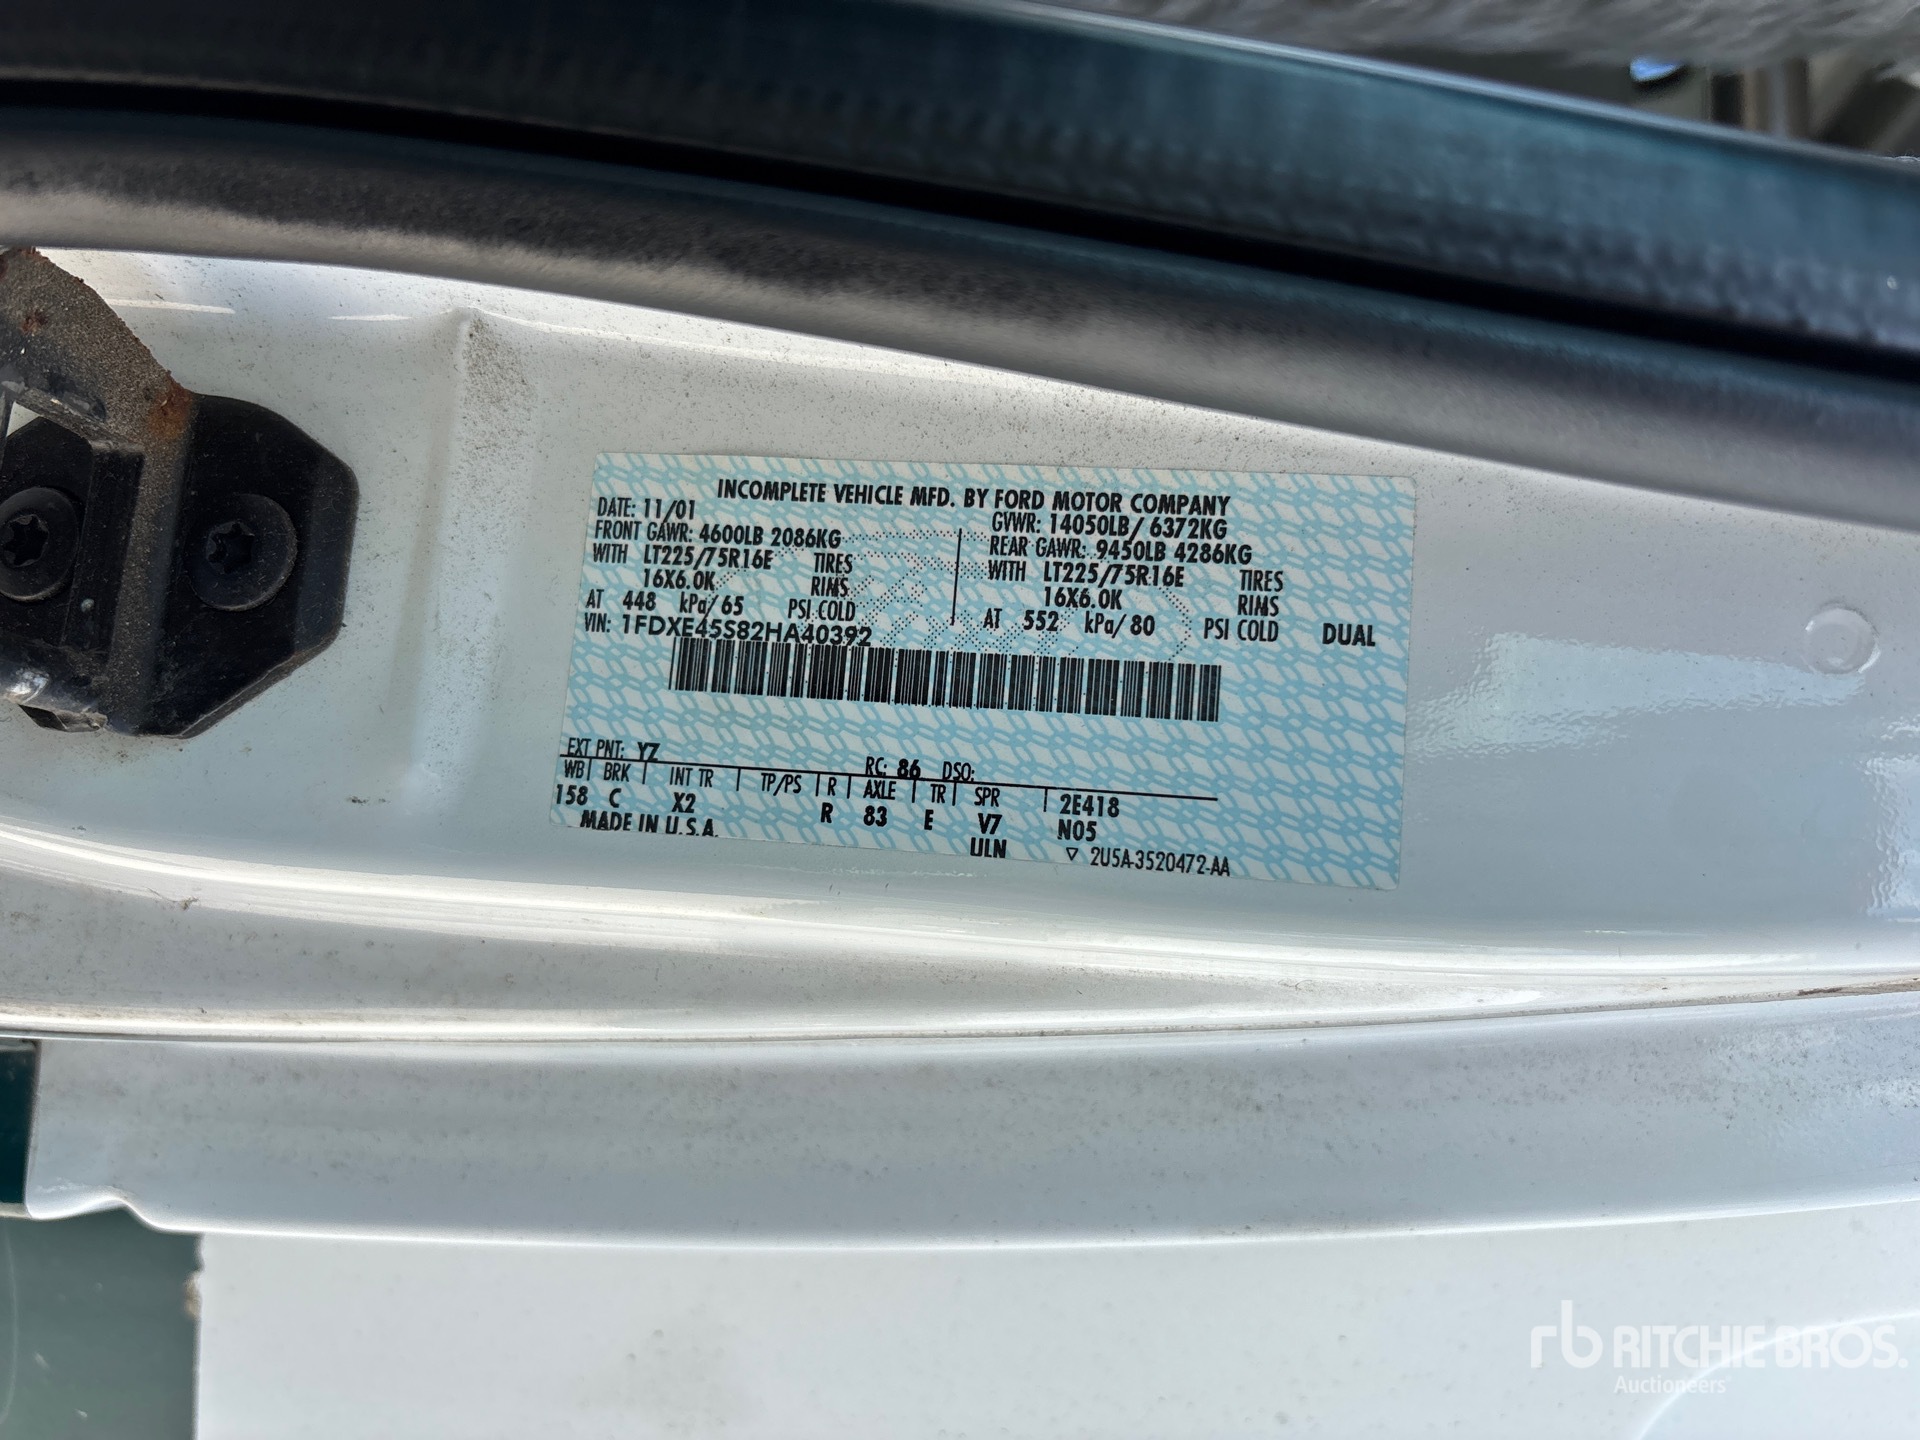 INCOMPLETE VEHICLE MFD. BY FORD MOTOR COMPANY
DATE: 11/01 GVWR: 14050LB/ 6372KG
FRONT GAWR: 4600LB 2086KG REAR GAWR: 9450LB 4286KG
WITH LT225/75R16E TIRES WITH LT225/75R16E TIRES
16X6.0K RIMS 16X6.0K RIMS
AT 448 kPa/65 PSI COLD AT 552 kPa/80 PSI COLD DUAL
VIN: 1FDXE45S82HA40392
EXT PNT: YZ RC: 86 DSO:
WB BRK INT TR TP/PS R AXLE TR SPR 2E418
158 C X2 R 83 E V7 N05
MADE IN U.S.A. ULN ▽ 2U5A-3520472-AA
rb RITCHIE BROS.
Auctioneers